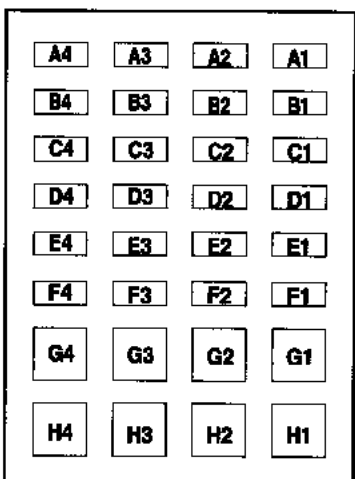 A4 A3 A2 A1
B4 B3 B2 B1
C4 C3 C2 C1
D4 D3 D2 D1
E4 E3 E2 E1
F4 F3 F2 F1
G4 G3 G2 G1
H4 H3 H2 H1